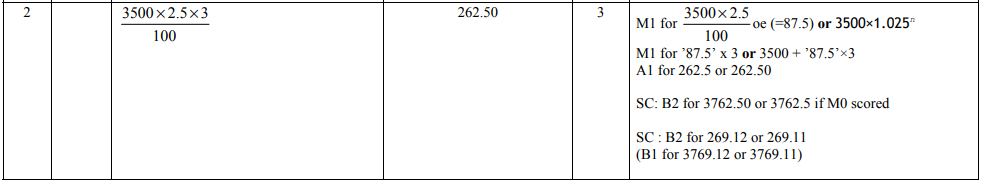 2
3500 × 2.5 × 3
100
262.50
3
M1 for 3500 × 2.5 / 100 oe (=87.5) or 3500×1.025ⁿ
M1 for ’87.5’ x 3 or 3500 + ’87.5’×3
A1 for 262.5 or 262.50
SC: B2 for 3762.50 or 3762.5 if M0 scored
SC : B2 for 269.12 or 269.11
(B1 for 3769.12 or 3769.11)